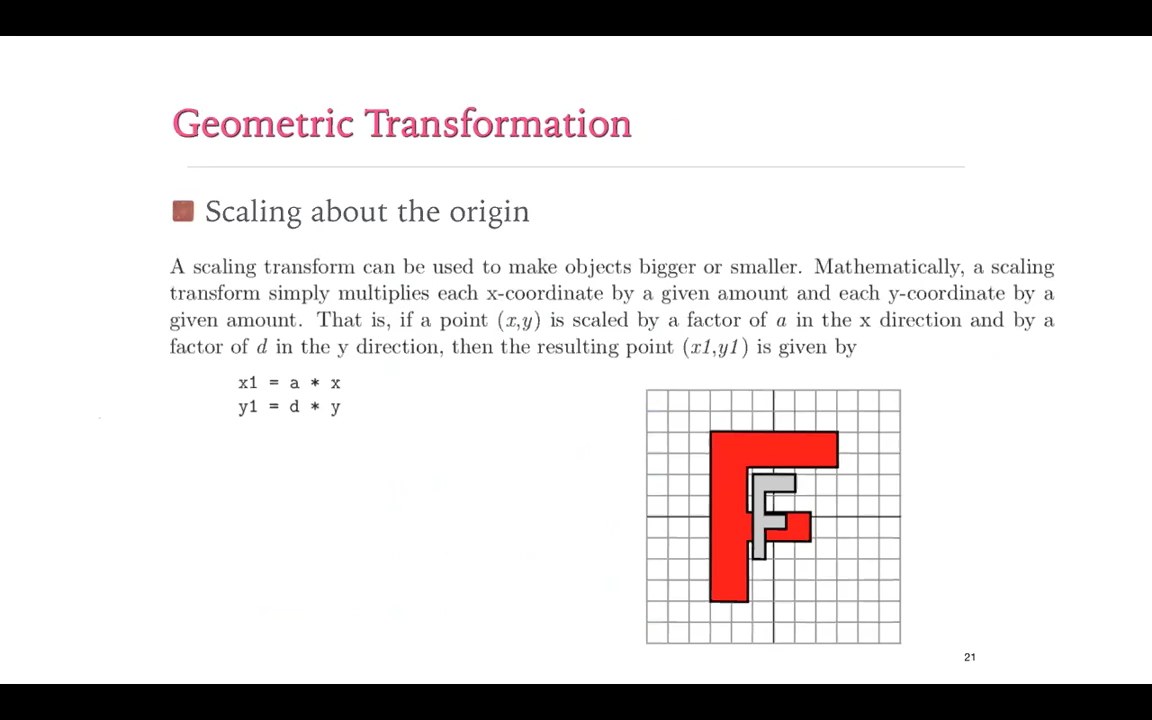 Geometric Transformation
Scaling about the origin
A scaling transform can be used to make objects bigger or smaller. Mathematically, a scaling
transform simply multiplies each x-coordinate by a given amount and each y-coordinate by a
given amount. That is, if a point (x,y) is scaled by a factor of a in the x direction and by a
factor of d in the y direction, then the resulting point (x1,y1) is given by
x1 = a * x
y1 = d * y
F
F
21